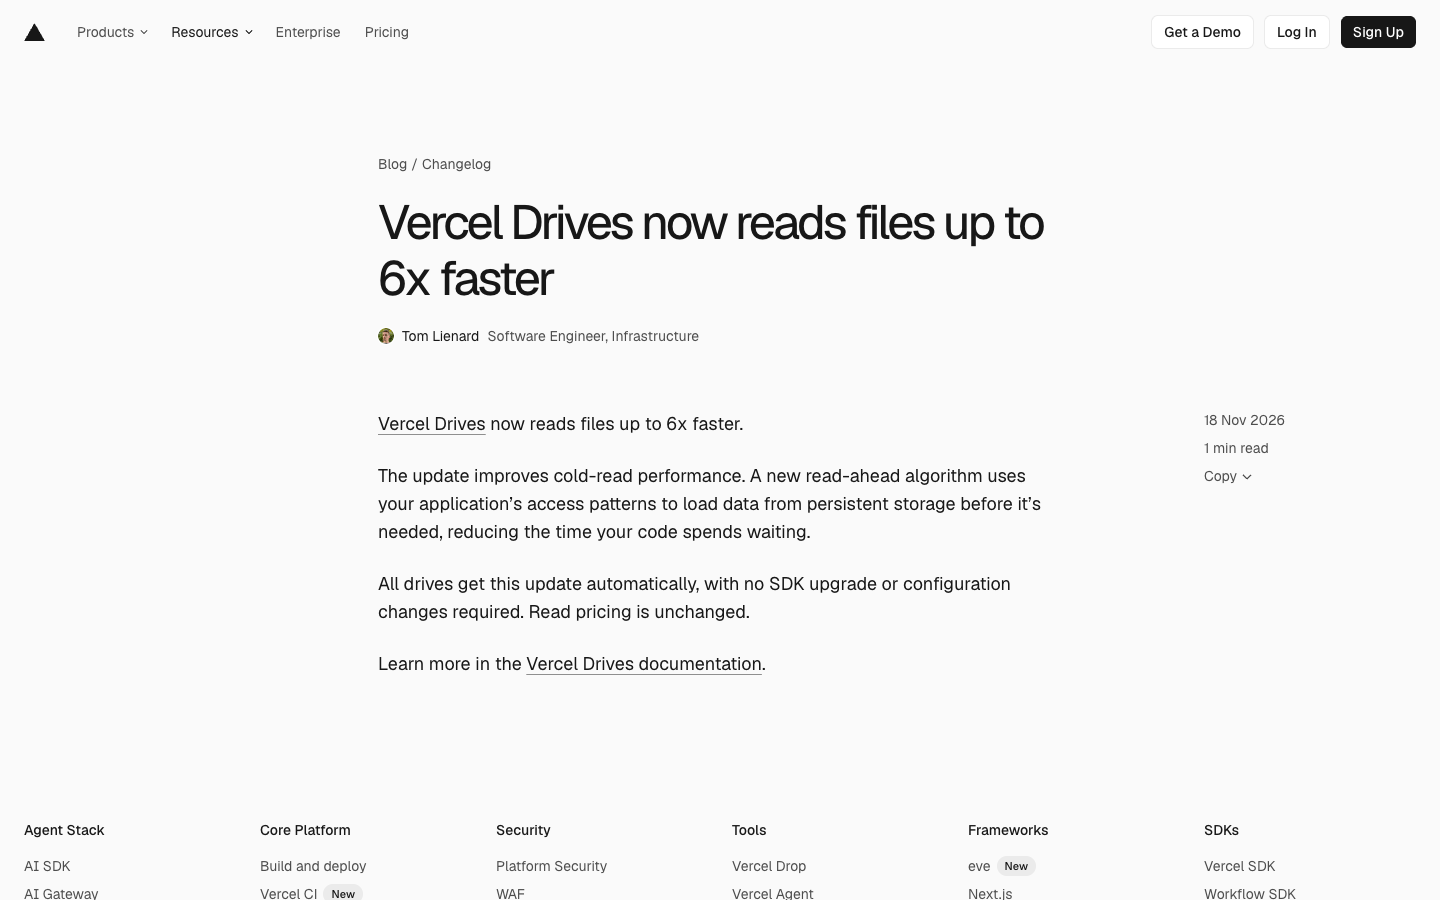 Products
Resources
Enterprise
Pricing
Get a Demo
Log In
Sign Up
Blog / Changelog
Vercel Drives now reads files up to
6x faster
Tom Lienard Software Engineer, Infrastructure
Vercel Drives now reads files up to 6x faster.
The update improves cold-read performance. A new read-ahead algorithm uses
your application’s access patterns to load data from persistent storage before it’s
needed, reducing the time your code spends waiting.
All drives get this update automatically, with no SDK upgrade or configuration
changes required. Read pricing is unchanged.
Learn more in the Vercel Drives documentation.
18 Nov 2026
1 min read
Copy
Agent Stack
AI SDK
AI Gateway
Core Platform
Build and deploy
Vercel CI New
Security
Platform Security
WAF
Tools
Vercel Drop
Vercel Agent
Frameworks
eve New
Next.js
SDKs
Vercel SDK
Workflow SDK